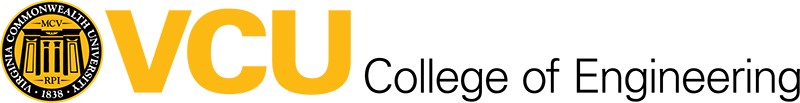 VIRGINIA COMMONWEALTH UNIVERSITY
MCV
RPI
· 1838 ·
VCU College of Engineering